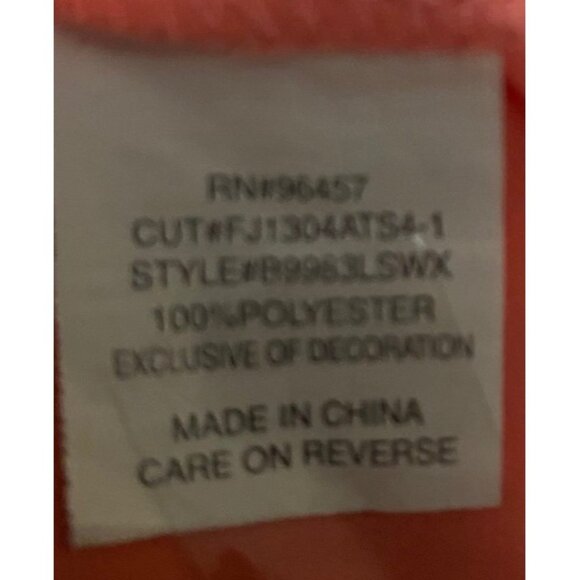 RN#96457
CUT#FJ1304ATS4-1
STYLE#B9963LSWX
100%POLYESTER
EXCLUSIVE OF DECORATION
MADE IN CHINA
CARE ON REVERSE